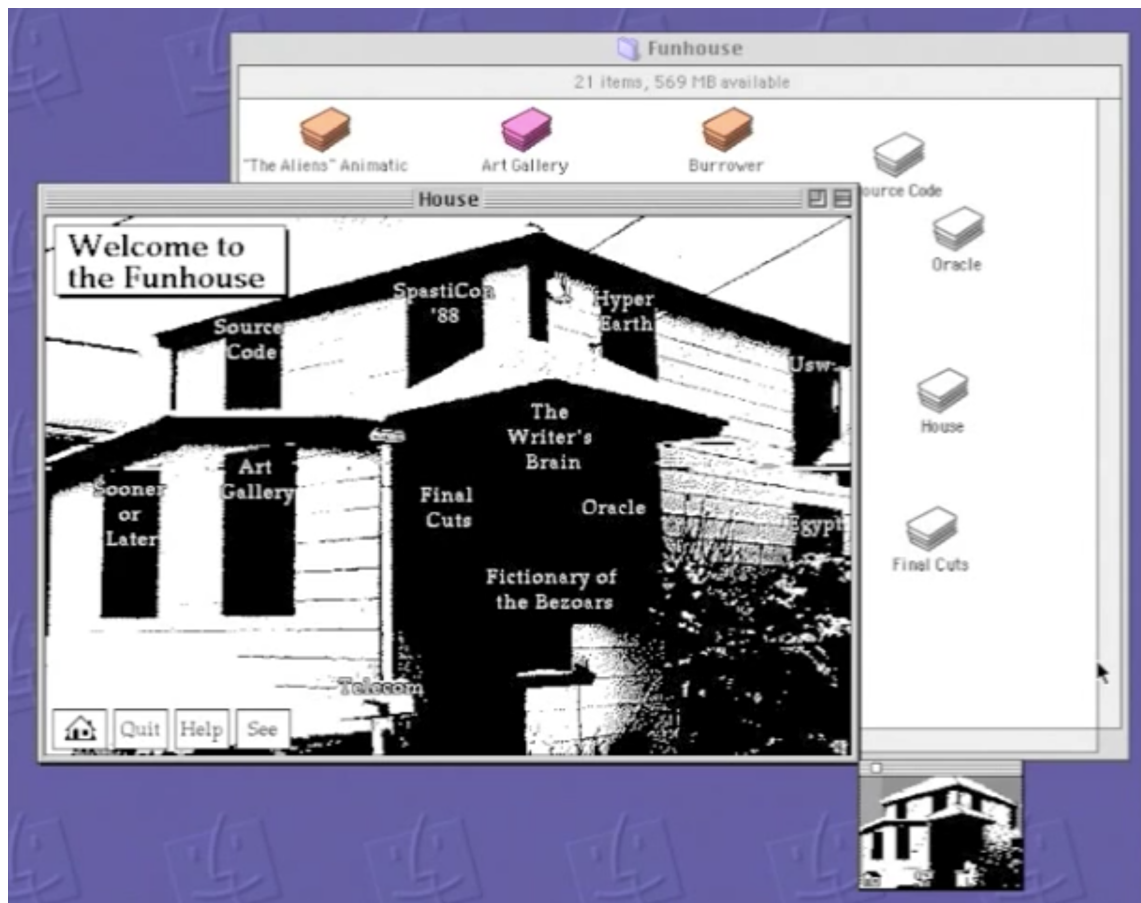 Funhouse
21 items, 569 MB available
"The Aliens" Animatic
Art Gallery
Burrower
ource Code
Oracle
House
Final Cuts
House
Welcome to
the Funhouse
Source
Code
SpastiCon
'88
Hyper
Earth
Usw
The
Writer's
Brain
Sooner
or
Later
Art
Gallery
Final
Cuts
Oracle
Egypt
Fictionary of
the Bezoars
Telecom
Quit
Help
See